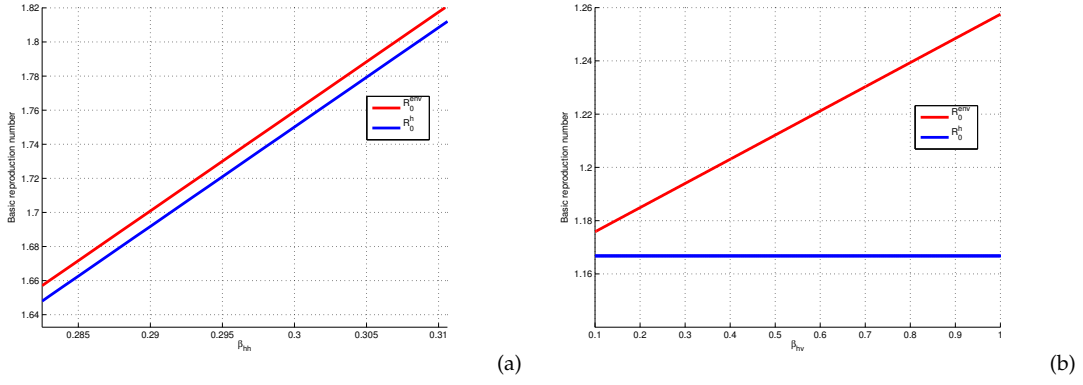 1.82
1.8
1.78
1.76
1.74
1.72
1.7
1.68
1.66
1.64
Basic reproduction number
R₀ᵉⁿᵛ
R₀ʰ
0.285 0.29 0.295 0.3 0.305 0.31
βhh
(a)
1.26
1.24
1.22
1.2
1.18
1.16
Basic reproduction number
R₀ᵉⁿᵛ
R₀ʰ
0.1 0.2 0.3 0.4 0.5 0.6 0.7 0.8 0.9 1
βhv
(b)